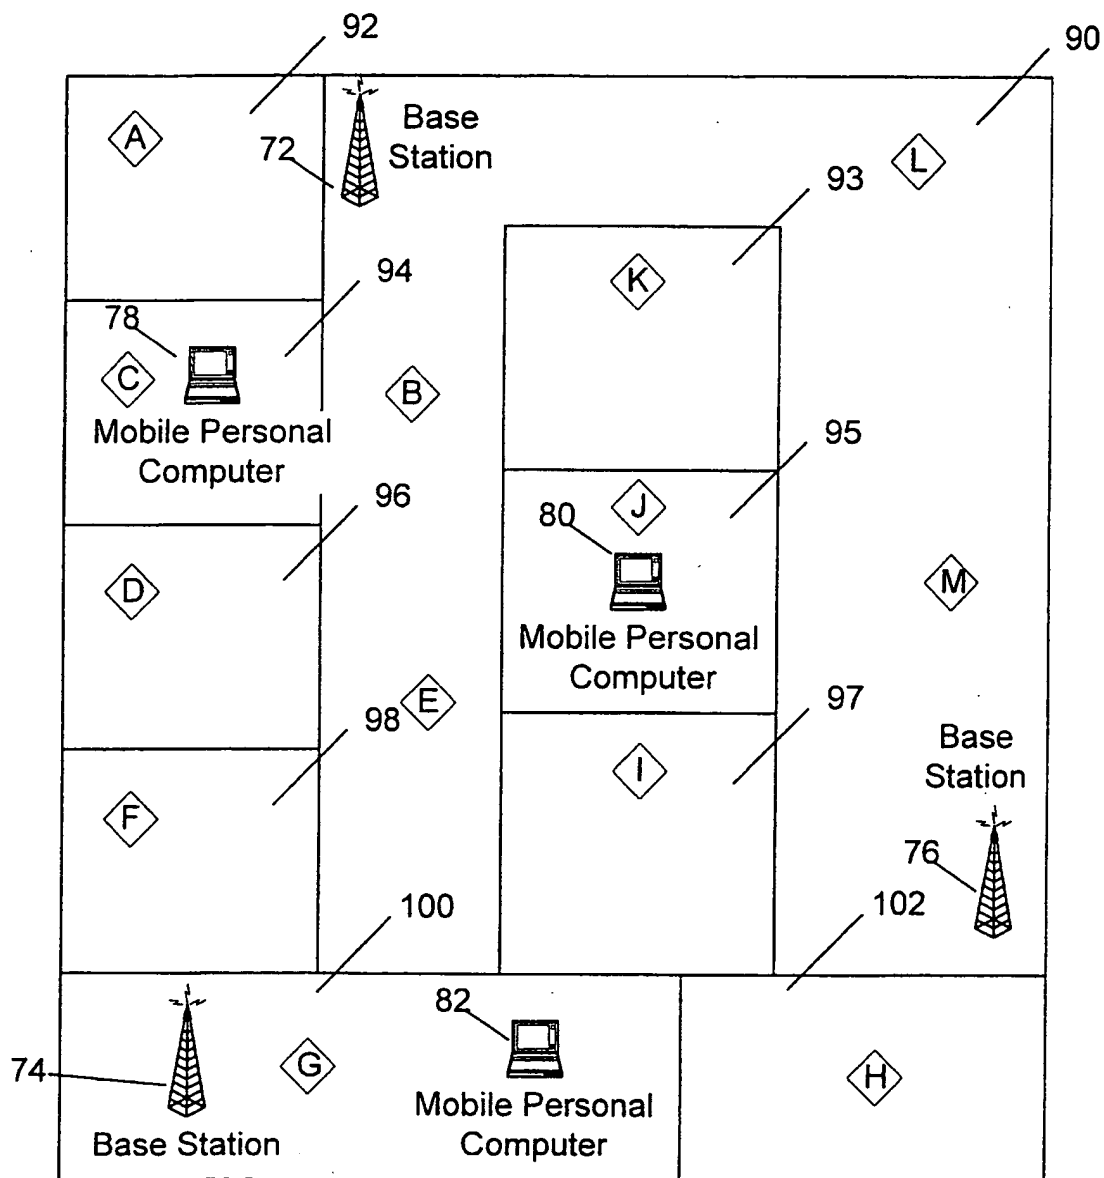 92
90
A
Base
Station
72
L
93
K
94
78
C
B
Mobile Personal
Computer
95
J
80
96
D
M
Mobile Personal
Computer
E
97
98
Base
Station
I
F
76
100
102
82
74
G
H
Mobile Personal
Computer
Base Station